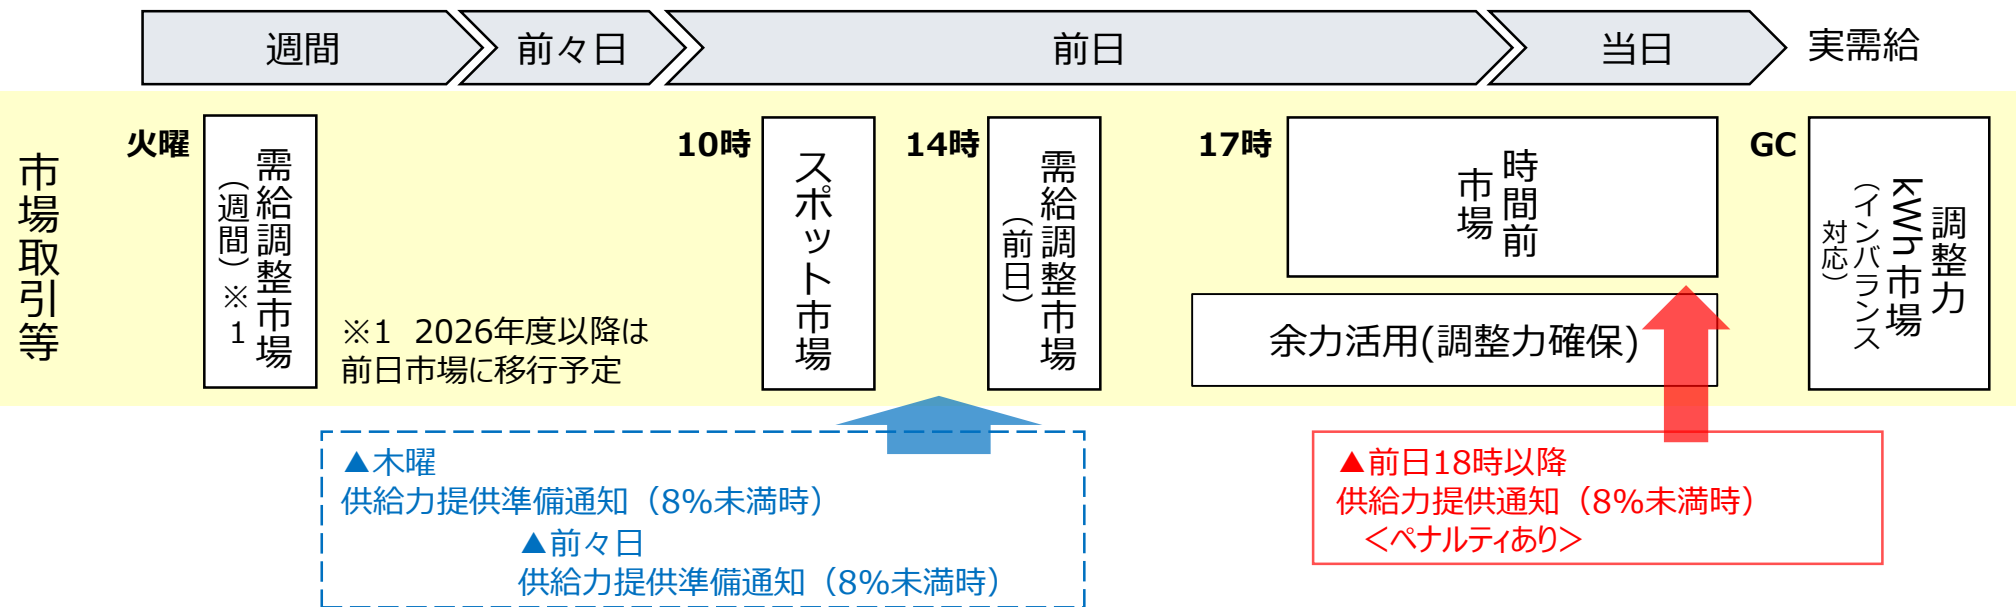 週間
前々日
前日
当日
実需給
市場取引等
火曜
需給調整市場
（週間）※1
※1 2026年度以降は
前日市場に移行予定
10時
スポット市場
14時
需給調整市場
（前日）
17時
時間前
市場
余力活用(調整力確保)
GC
調整力
kWh市場
（インバランス
対応）
▲木曜
供給力提供準備通知（8%未満時）
▲前々日
供給力提供準備通知（8%未満時）
▲前日18時以降
供給力提供通知（8%未満時）
＜ペナルティあり＞